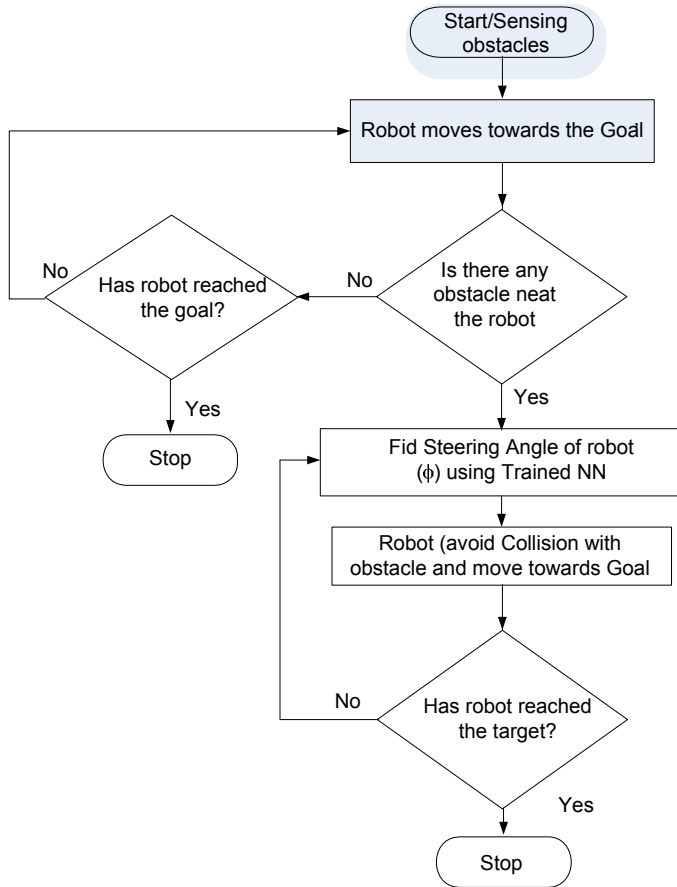 Start/Sensing
obstacles
Robot moves towards the Goal
Is there any
obstacle neat
the robot
No
Has robot reached
the goal?
No
Yes
Stop
Yes
Fid Steering Angle of robot
(ϕ) using Trained NN
Robot (avoid Collision with
obstacle and move towards Goal
Has robot reached
the target?
No
Yes
Stop